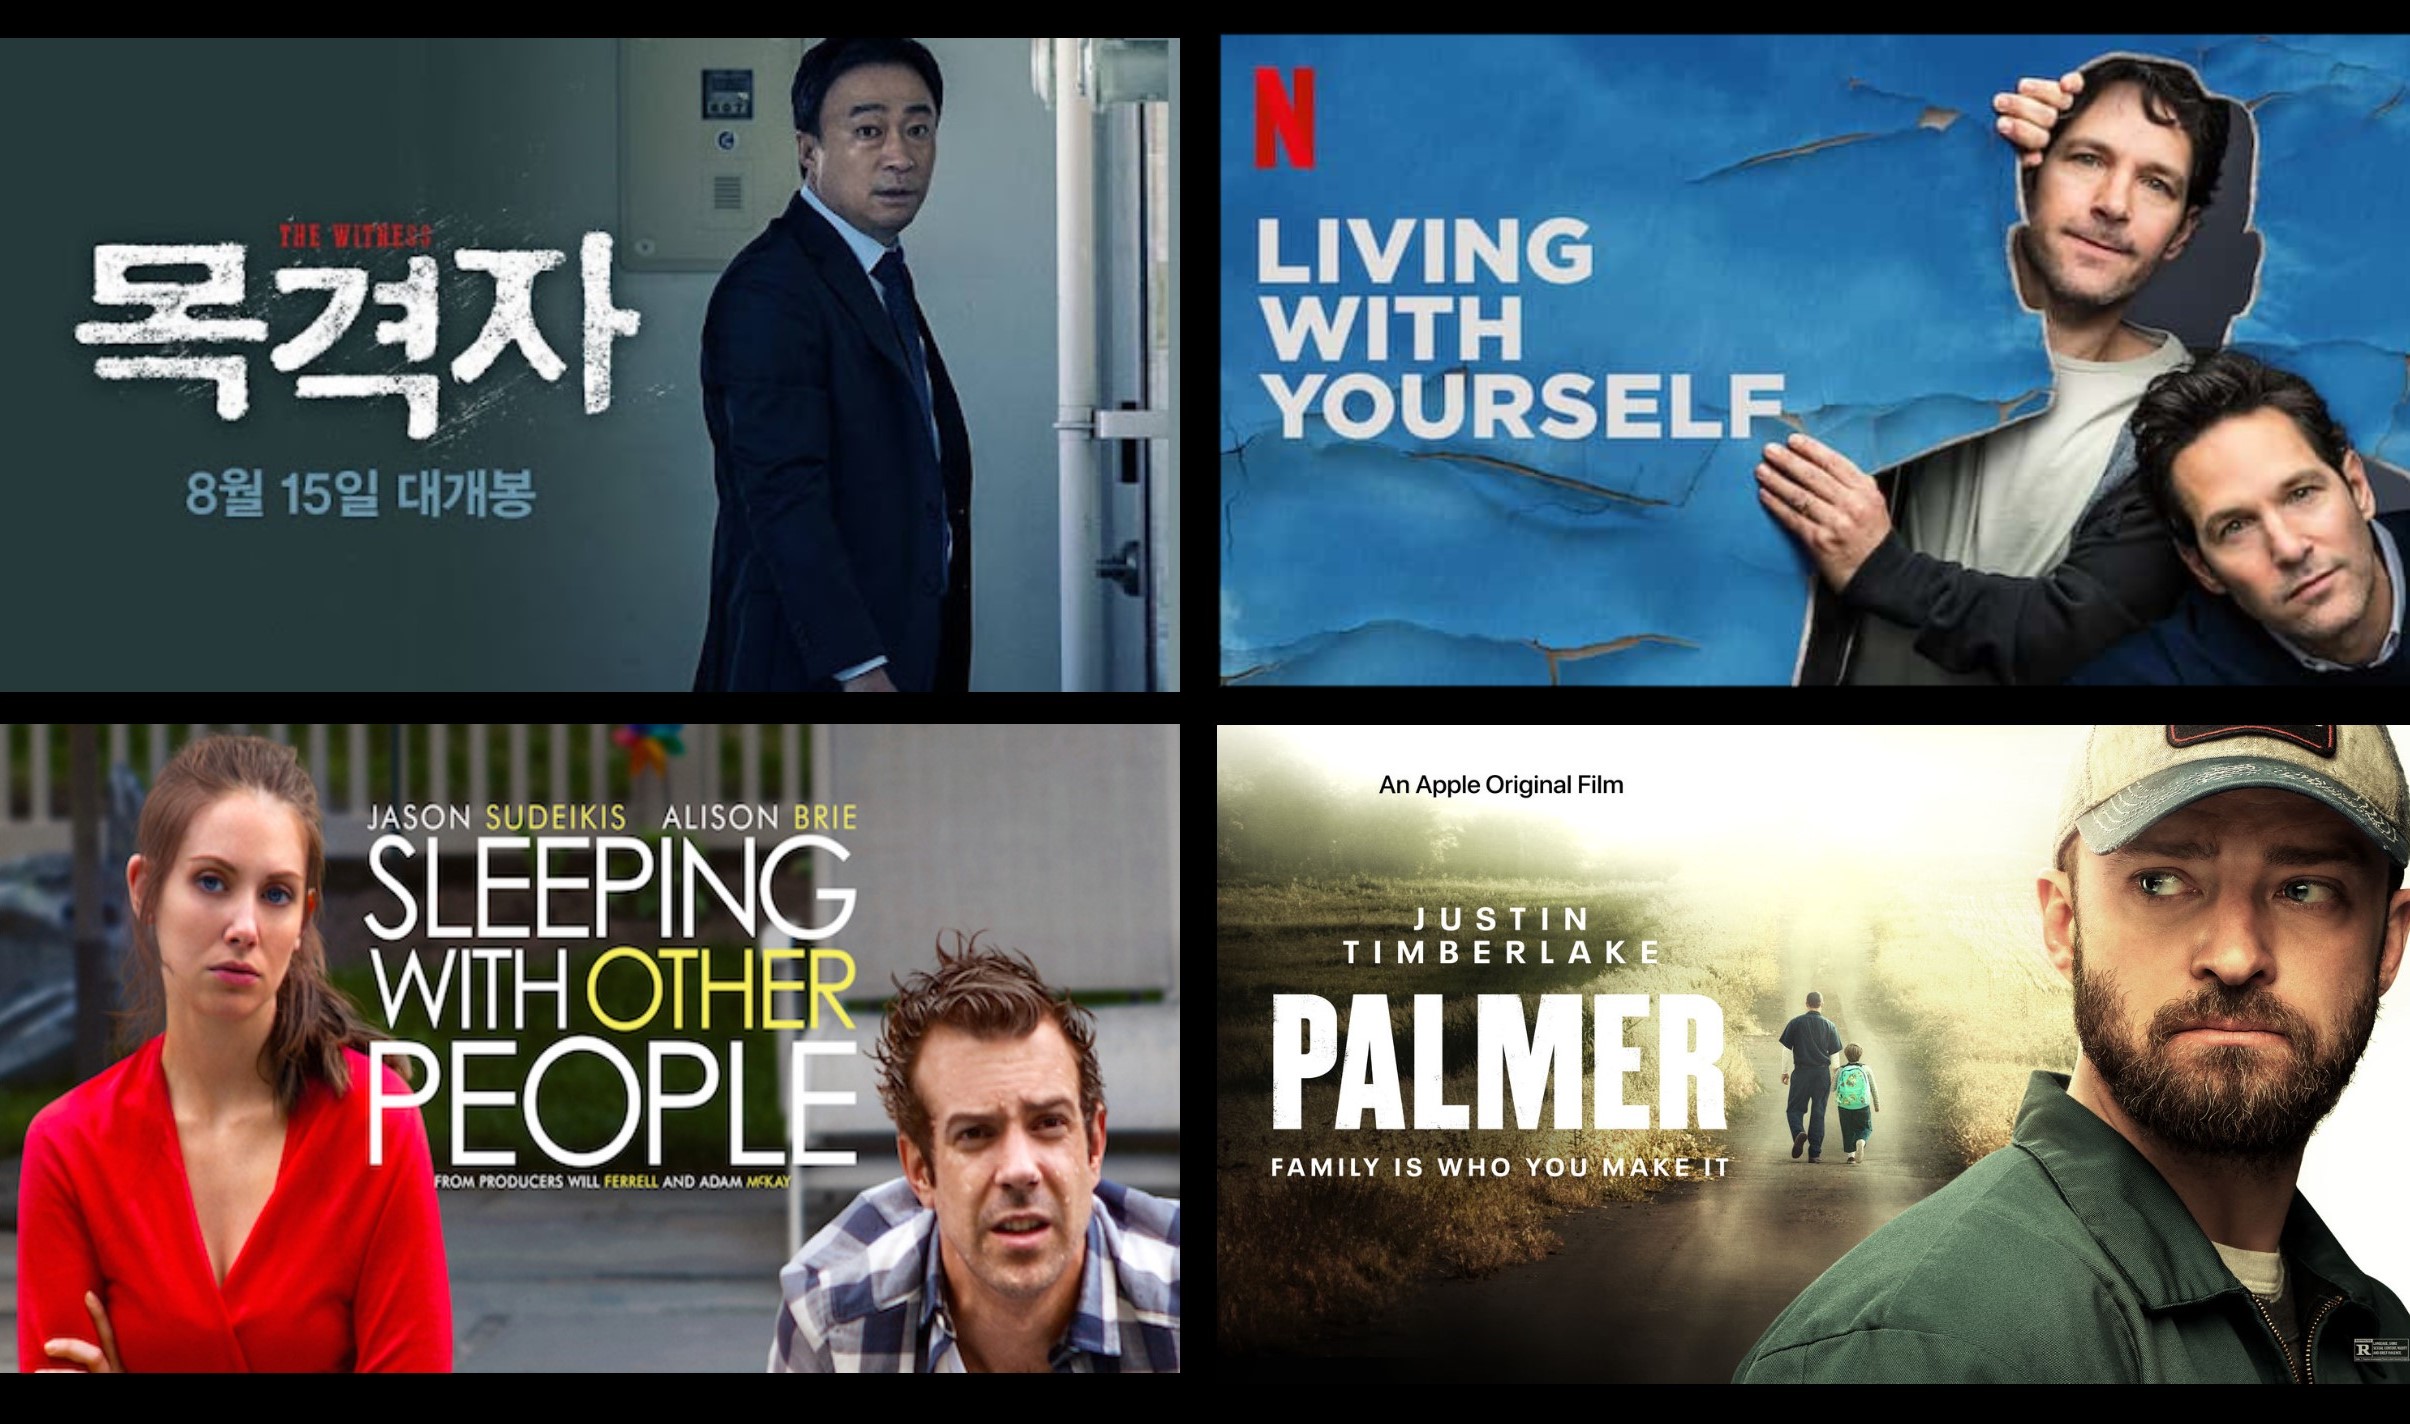 THE WITNESS
목격자
8월 15일 대개봉
N
LIVING
WITH
YOURSELF
JASON SUDEIKIS ALISON BRIE
SLEEPING
WITH OTHER
PEOPLE
FROM PRODUCERS WILL FERRELL AND ADAM McKAY
An Apple Original Film
JUSTIN
TIMBERLAKE
PALMER
FAMILY IS WHO YOU MAKE IT
R